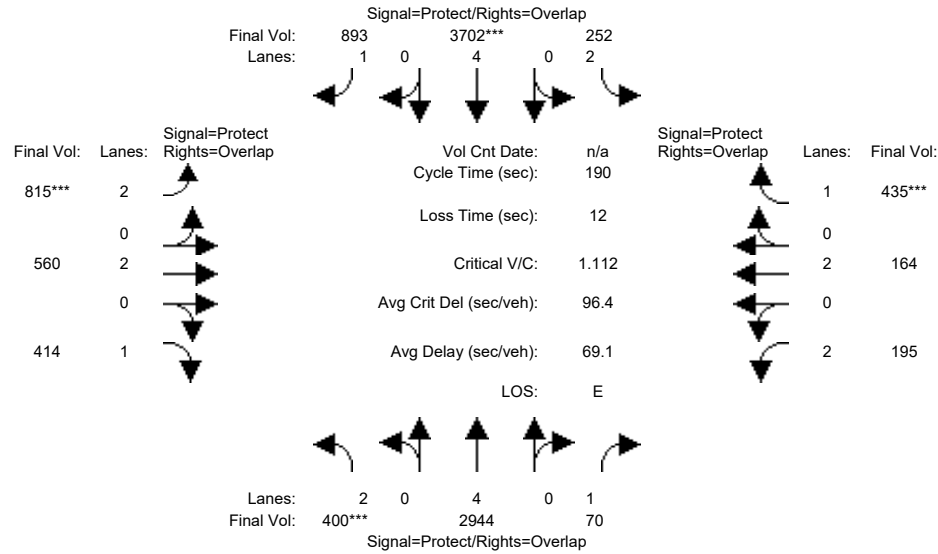 Signal=Protect/Rights=Overlap
Final Vol: 893 3702*** 252
Lanes: 1 0 4 0 2
Signal=Protect Signal=Protect
Final Vol: Lanes: Rights=Overlap Vol Cnt Date: n/a Rights=Overlap Lanes: Final Vol:
Cycle Time (sec): 190
815*** 2 1 435***
Loss Time (sec): 12
0 0
560 2 Critical V/C: 1.112 2 164
0 Avg Crit Del (sec/veh): 96.4 0
414 1 Avg Delay (sec/veh): 69.1 2 195
LOS: E
Lanes: 2 0 4 0 1
Final Vol: 400*** 2944 70
Signal=Protect/Rights=Overlap